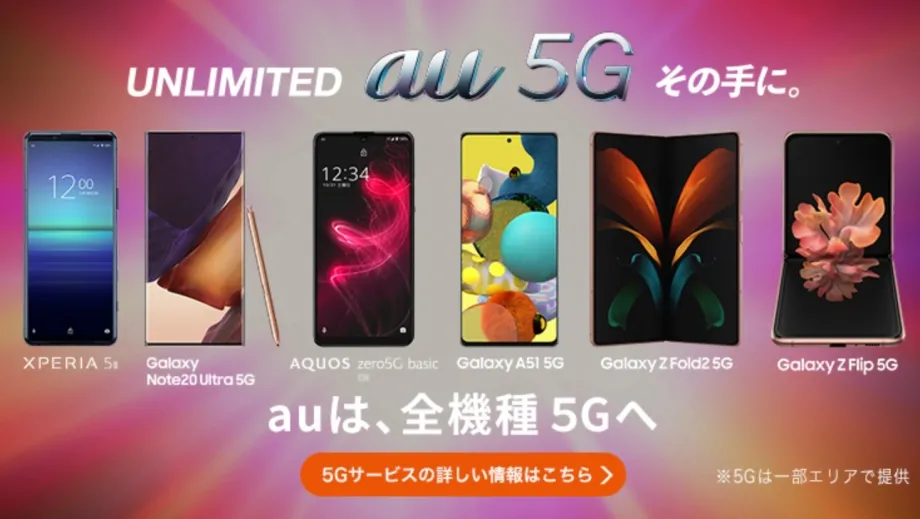 UNLIMITED au 5G その手に。
12:00
12:34
XPERIA 5 II
Galaxy
Note20 Ultra 5G
AQUOS zero5G basic
Galaxy A51 5G
Galaxy Z Fold2 5G
Galaxy Z Flip 5G
auは、全機種 5Gへ
5Gサービスの詳しい情報はこちら
※5Gは一部エリアで提供